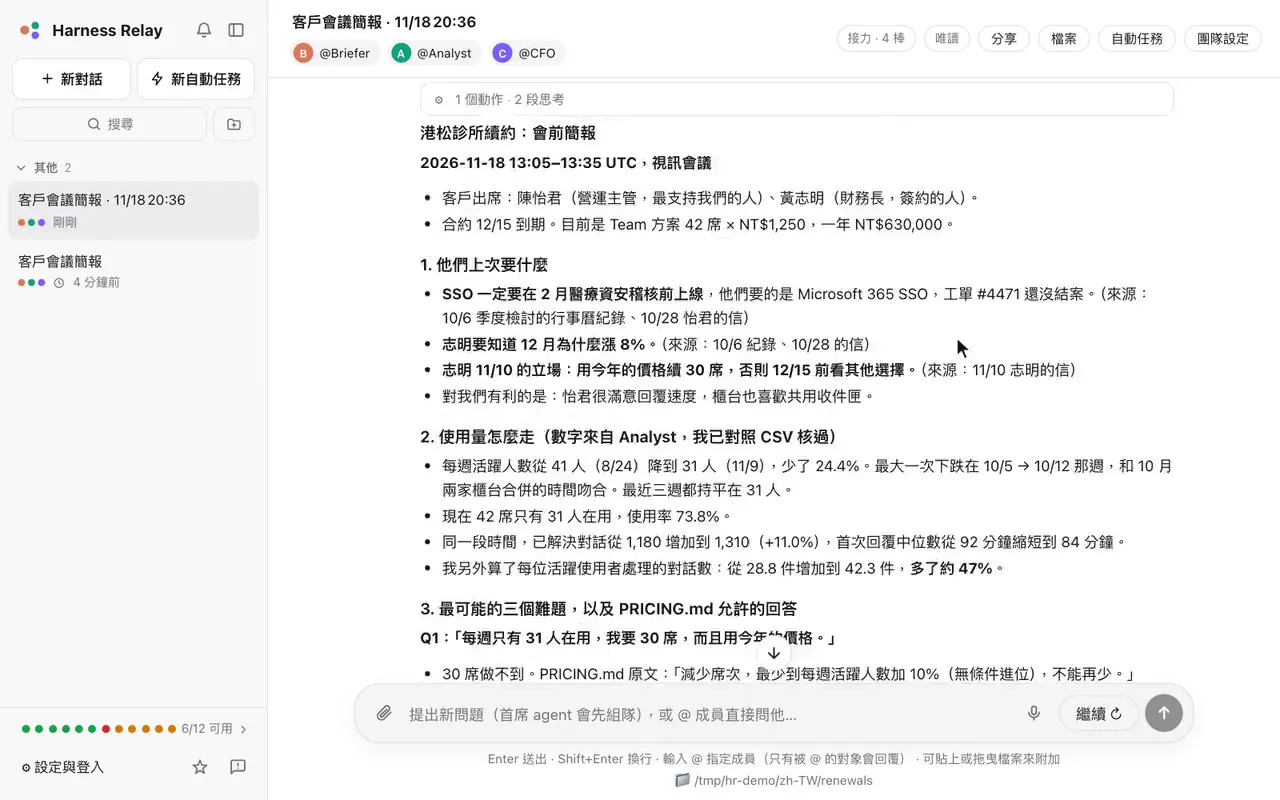 Harness Relay
新對話
新自動任務
搜尋
其他 2
客戶會議簡報 · 11/18 20:36
剛剛
客戶會議簡報
4 分鐘前
6/12 可用
設定與登入
客戶會議簡報 · 11/18 20:36
B @Briefer A @Analyst C @CFO
接力 · 4 棒
唯讀
分享
檔案
自動任務
團隊設定
1 個動作 · 2 段思考
港松診所續約：會前簡報
2026-11-18 13:05–13:35 UTC，視訊會議
• 客戶出席：陳怡君（營運主管，最支持我們的人）、黃志明（財務長，簽約的人）。
• 合約 12/15 到期。目前是 Team 方案 42 席 × NT$1,250，一年 NT$630,000。
1. 他們上次要什麼
• SSO 一定要在 2 月醫療資安稽核前上線，他們要的是 Microsoft 365 SSO，工單 #4471 還沒結案。（來源：
10/6 季度檢討的行事曆紀錄、10/28 怡君的信）
• 志明要知道 12 月為什麼漲 8%。（來源：10/6 紀錄、10/28 的信）
• 志明 11/10 的立場：用今年的價格續 30 席，否則 12/15 前看其他選擇。（來源：11/10 志明的信）
• 對我們有利的是：怡君很滿意回覆速度，櫃台也喜歡共用收件匣。
2. 使用量怎麼走（數字來自 Analyst，我已對照 CSV 核過）
• 每週活躍人數從 41 人（8/24）降到 31 人（11/9），少了 24.4%。最大一次下跌在 10/5 → 10/12 那週，和 10 月
兩家櫃台合併的時間吻合。最近三週都持平在 31 人。
• 現在 42 席只有 31 人在用，使用率 73.8%。
• 同一段時間，已解決對話從 1,180 增加到 1,310（+11.0%），首次回覆中位數從 92 分鐘縮短到 84 分鐘。
• 我另外算了每位活躍使用者處理的對話數：從 28.8 件增加到 42.3 件，多了約 47%。
3. 最可能的三個難題，以及 PRICING.md 允許的回答
Q1：「每週只有 31 人在用，我要 30 席，而且用今年的價格。」
• 30 席做不到。PRICING.md 原文：「減少席次，最少到每週活躍人數加 10%（無條件進位），不能再少。」
提出新問題（首席 agent 會先組隊），或 @ 成員直接問他...
繼續
Enter 送出 · Shift+Enter 換行 · 輸入 @ 指定成員（只有被 @ 的對象會回覆） · 可貼上或拖曳檔案來附加
/tmp/hr-demo/zh-TW/renewals